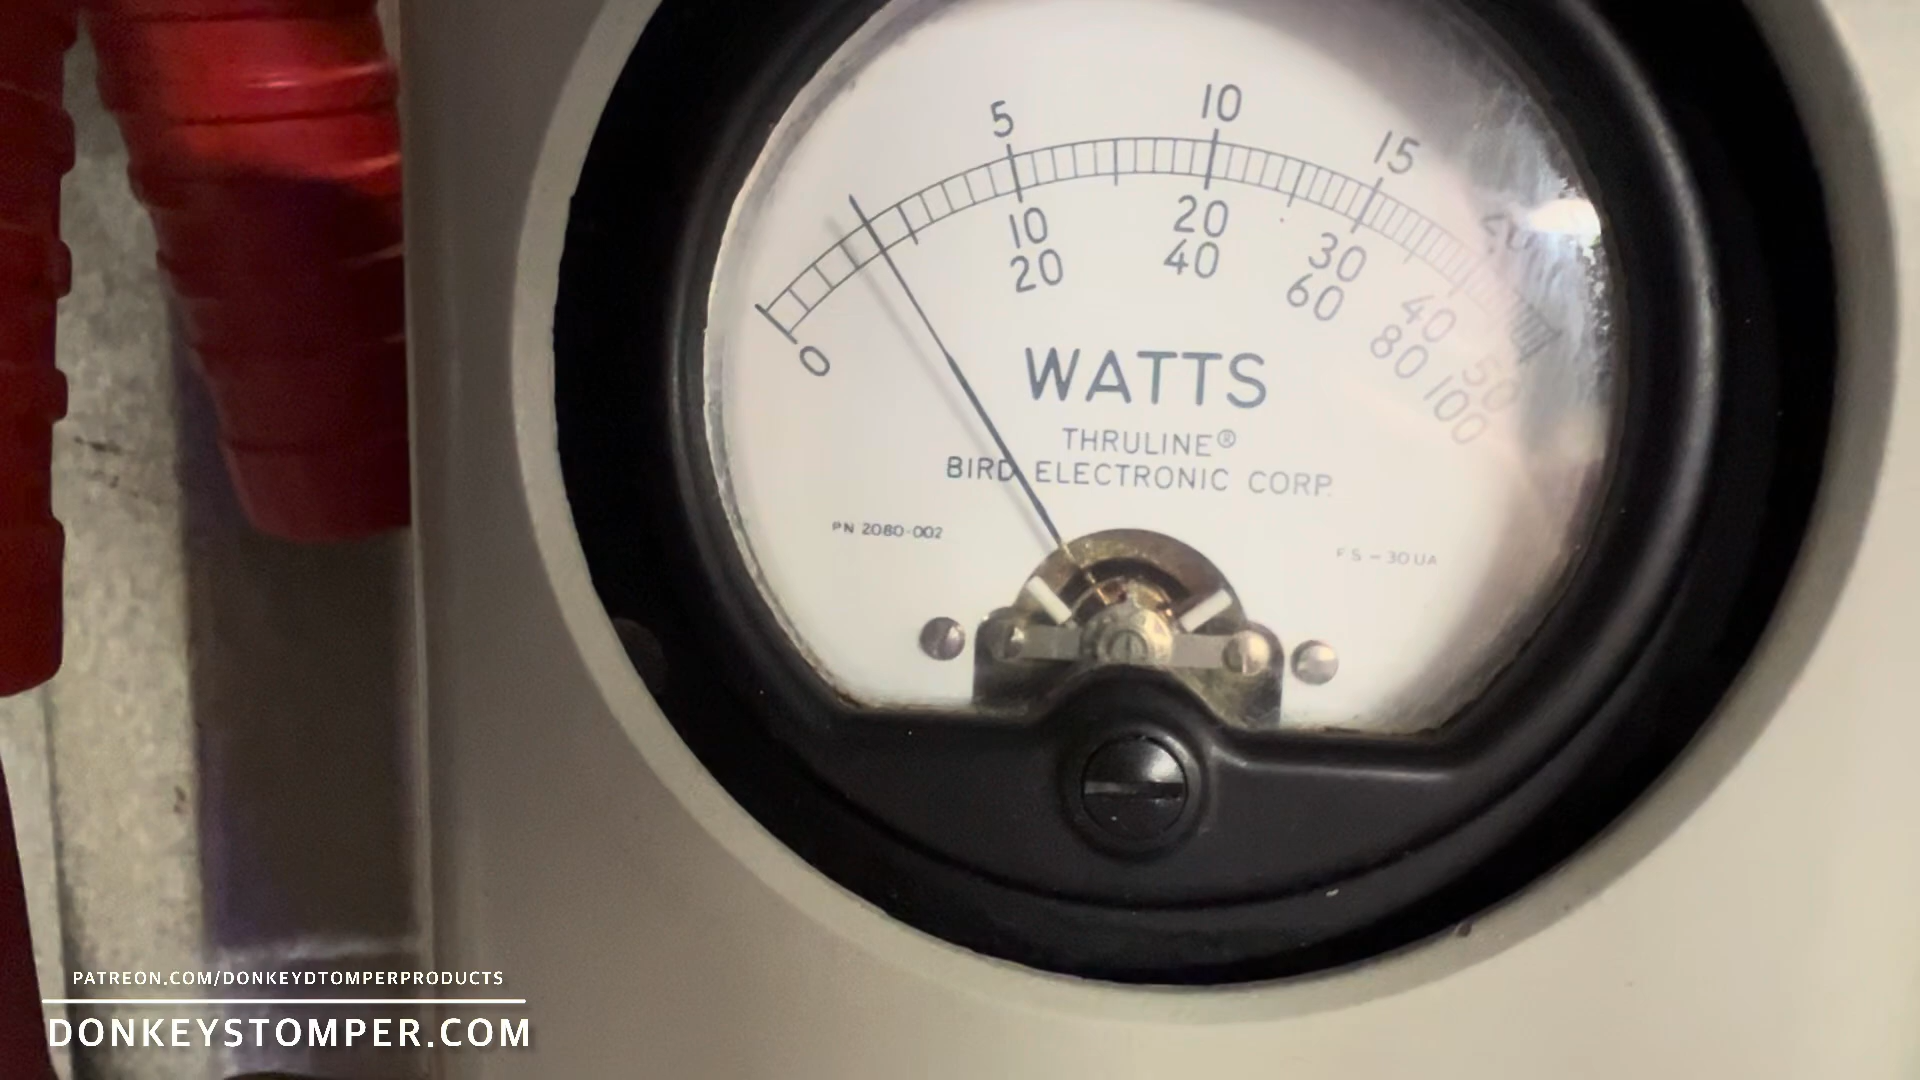 5 10 15
10 20 30 40 50
20 40 60 80 100
0
WATTS
THRULINE®
BIRD ELECTRONIC CORP.
PN 2080-002
FS-30UA
PATREON.COM/DONKEYDTOMPERPRODUCTS
DONKEYSTOMPER.COM